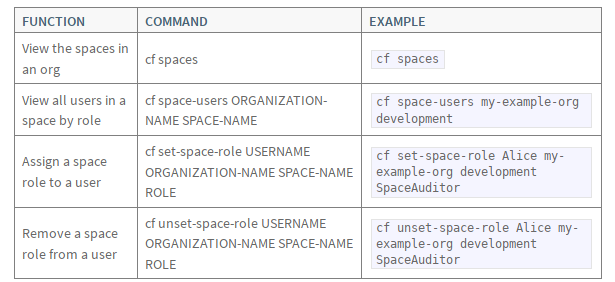 FUNCTION COMMAND EXAMPLE
View the spaces in
an org
cf spaces
cf spaces
View all users in a
space by role
cf space-users ORGANIZATION-
NAME SPACE-NAME
cf space-users my-example-org
development
Assign a space
role to a user
cf set-space-role USERNAME
ORGANIZATION-NAME SPACE-NAME
ROLE
cf set-space-role Alice my-
example-org development
SpaceAuditor
Remove a space
role from a user
cf unset-space-role USERNAME
ORGANIZATION-NAME SPACE-NAME
ROLE
cf unset-space-role Alice my-
example-org development
SpaceAuditor